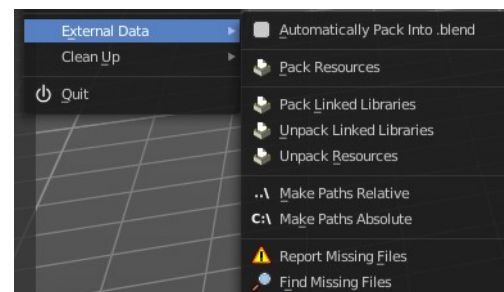 External Data
Clean Up
Quit
Automatically Pack Into .blend
Pack Resources
Pack Linked Libraries
Unpack Linked Libraries
Unpack Resources
..\ Make Paths Relative
C:\ Make Paths Absolute
Report Missing Files
Find Missing Files